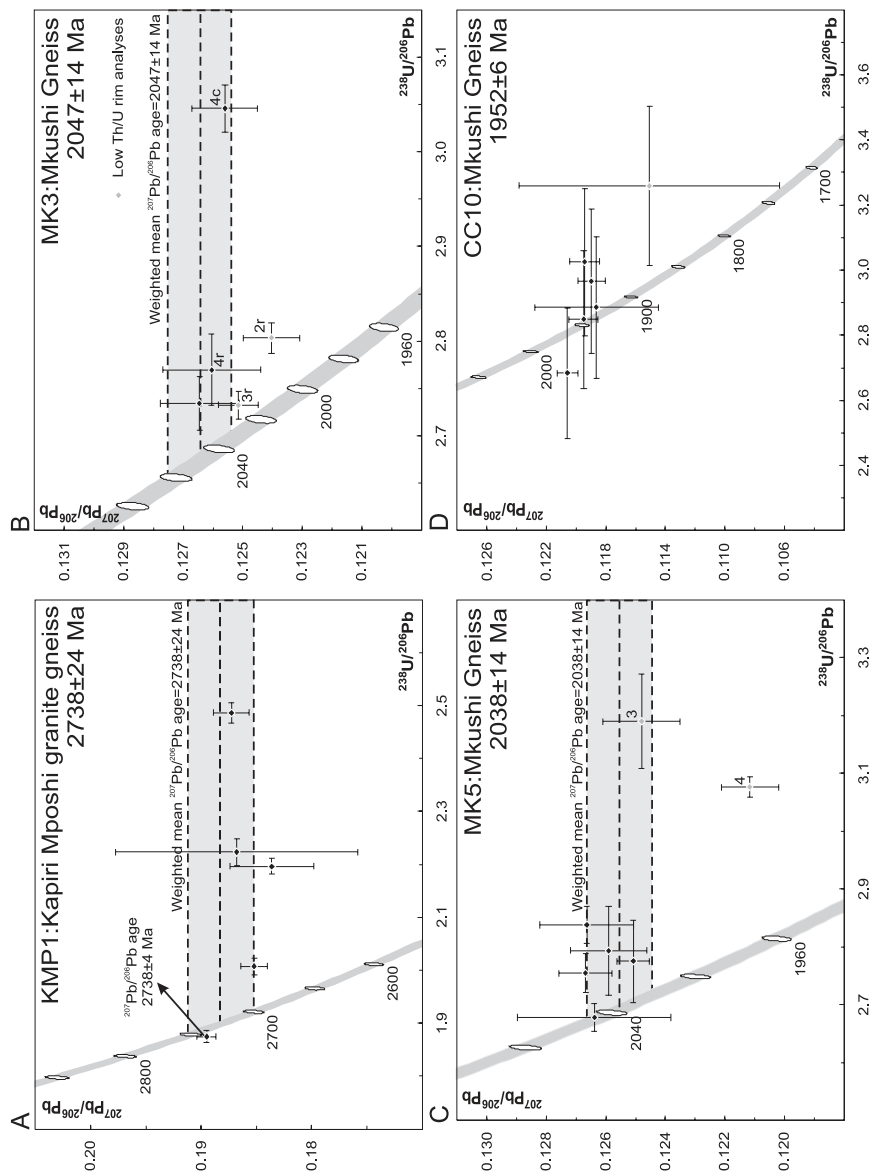 A
KMP1:Kapiri Mposhi granite gneiss
2738±24 Ma
²⁰⁷Pb/²⁰⁶Pb
²⁰⁷Pb/²⁰⁶Pb age
2738±4 Ma
Weighted mean ²⁰⁷Pb/²⁰⁶Pb age=2738±24 Ma
2800
2700
2600
²³⁸U/²⁰⁶Pb
0.20
0.19
0.18
1.9
2.1
2.3
2.5
B
MK3:Mkushi Gneiss
2047±14 Ma
Low Th/U rim analyses
²⁰⁷Pb/²⁰⁶Pb
Weighted mean ²⁰⁷Pb/²⁰⁶Pb age=2047±14 Ma
4c
4r
3r
2r
2040
2000
1960
²³⁸U/²⁰⁶Pb
0.131
0.129
0.127
0.125
0.123
0.121
2.7
2.8
2.9
3.0
3.1
C
MK5:Mkushi Gneiss
2038±14 Ma
²⁰⁷Pb/²⁰⁶Pb
Weighted mean ²⁰⁷Pb/²⁰⁶Pb age=2038±14 Ma
3
4
2040
1960
²³⁸U/²⁰⁶Pb
0.130
0.128
0.126
0.124
0.122
0.120
2.7
2.9
3.1
3.3
D
CC10:Mkushi Gneiss
1952±6 Ma
²⁰⁷Pb/²⁰⁶Pb
2000
1900
1800
1700
²³⁸U/²⁰⁶Pb
0.126
0.122
0.118
0.114
0.110
0.106
2.4
2.6
2.8
3.0
3.2
3.4
3.6